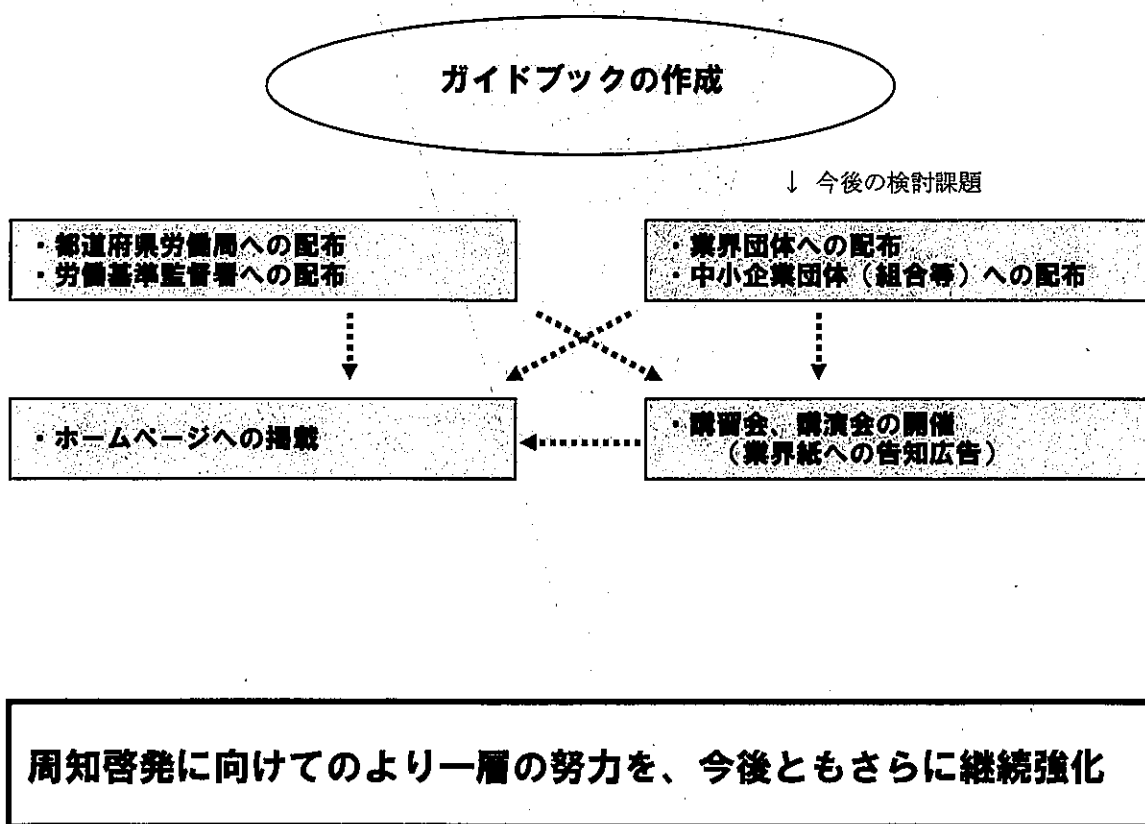 ガイドブックの作成
↓ 今後の検討課題
・都道府県労働局への配布
・労働基準監督署への配布
・業界団体への配布
・中小企業団体（組合等）への配布
・ホームページへの掲載
・講習会、講演会の開催
（業界紙への告知広告）
周知啓発に向けてのより一層の努力を、今後ともさらに継続強化